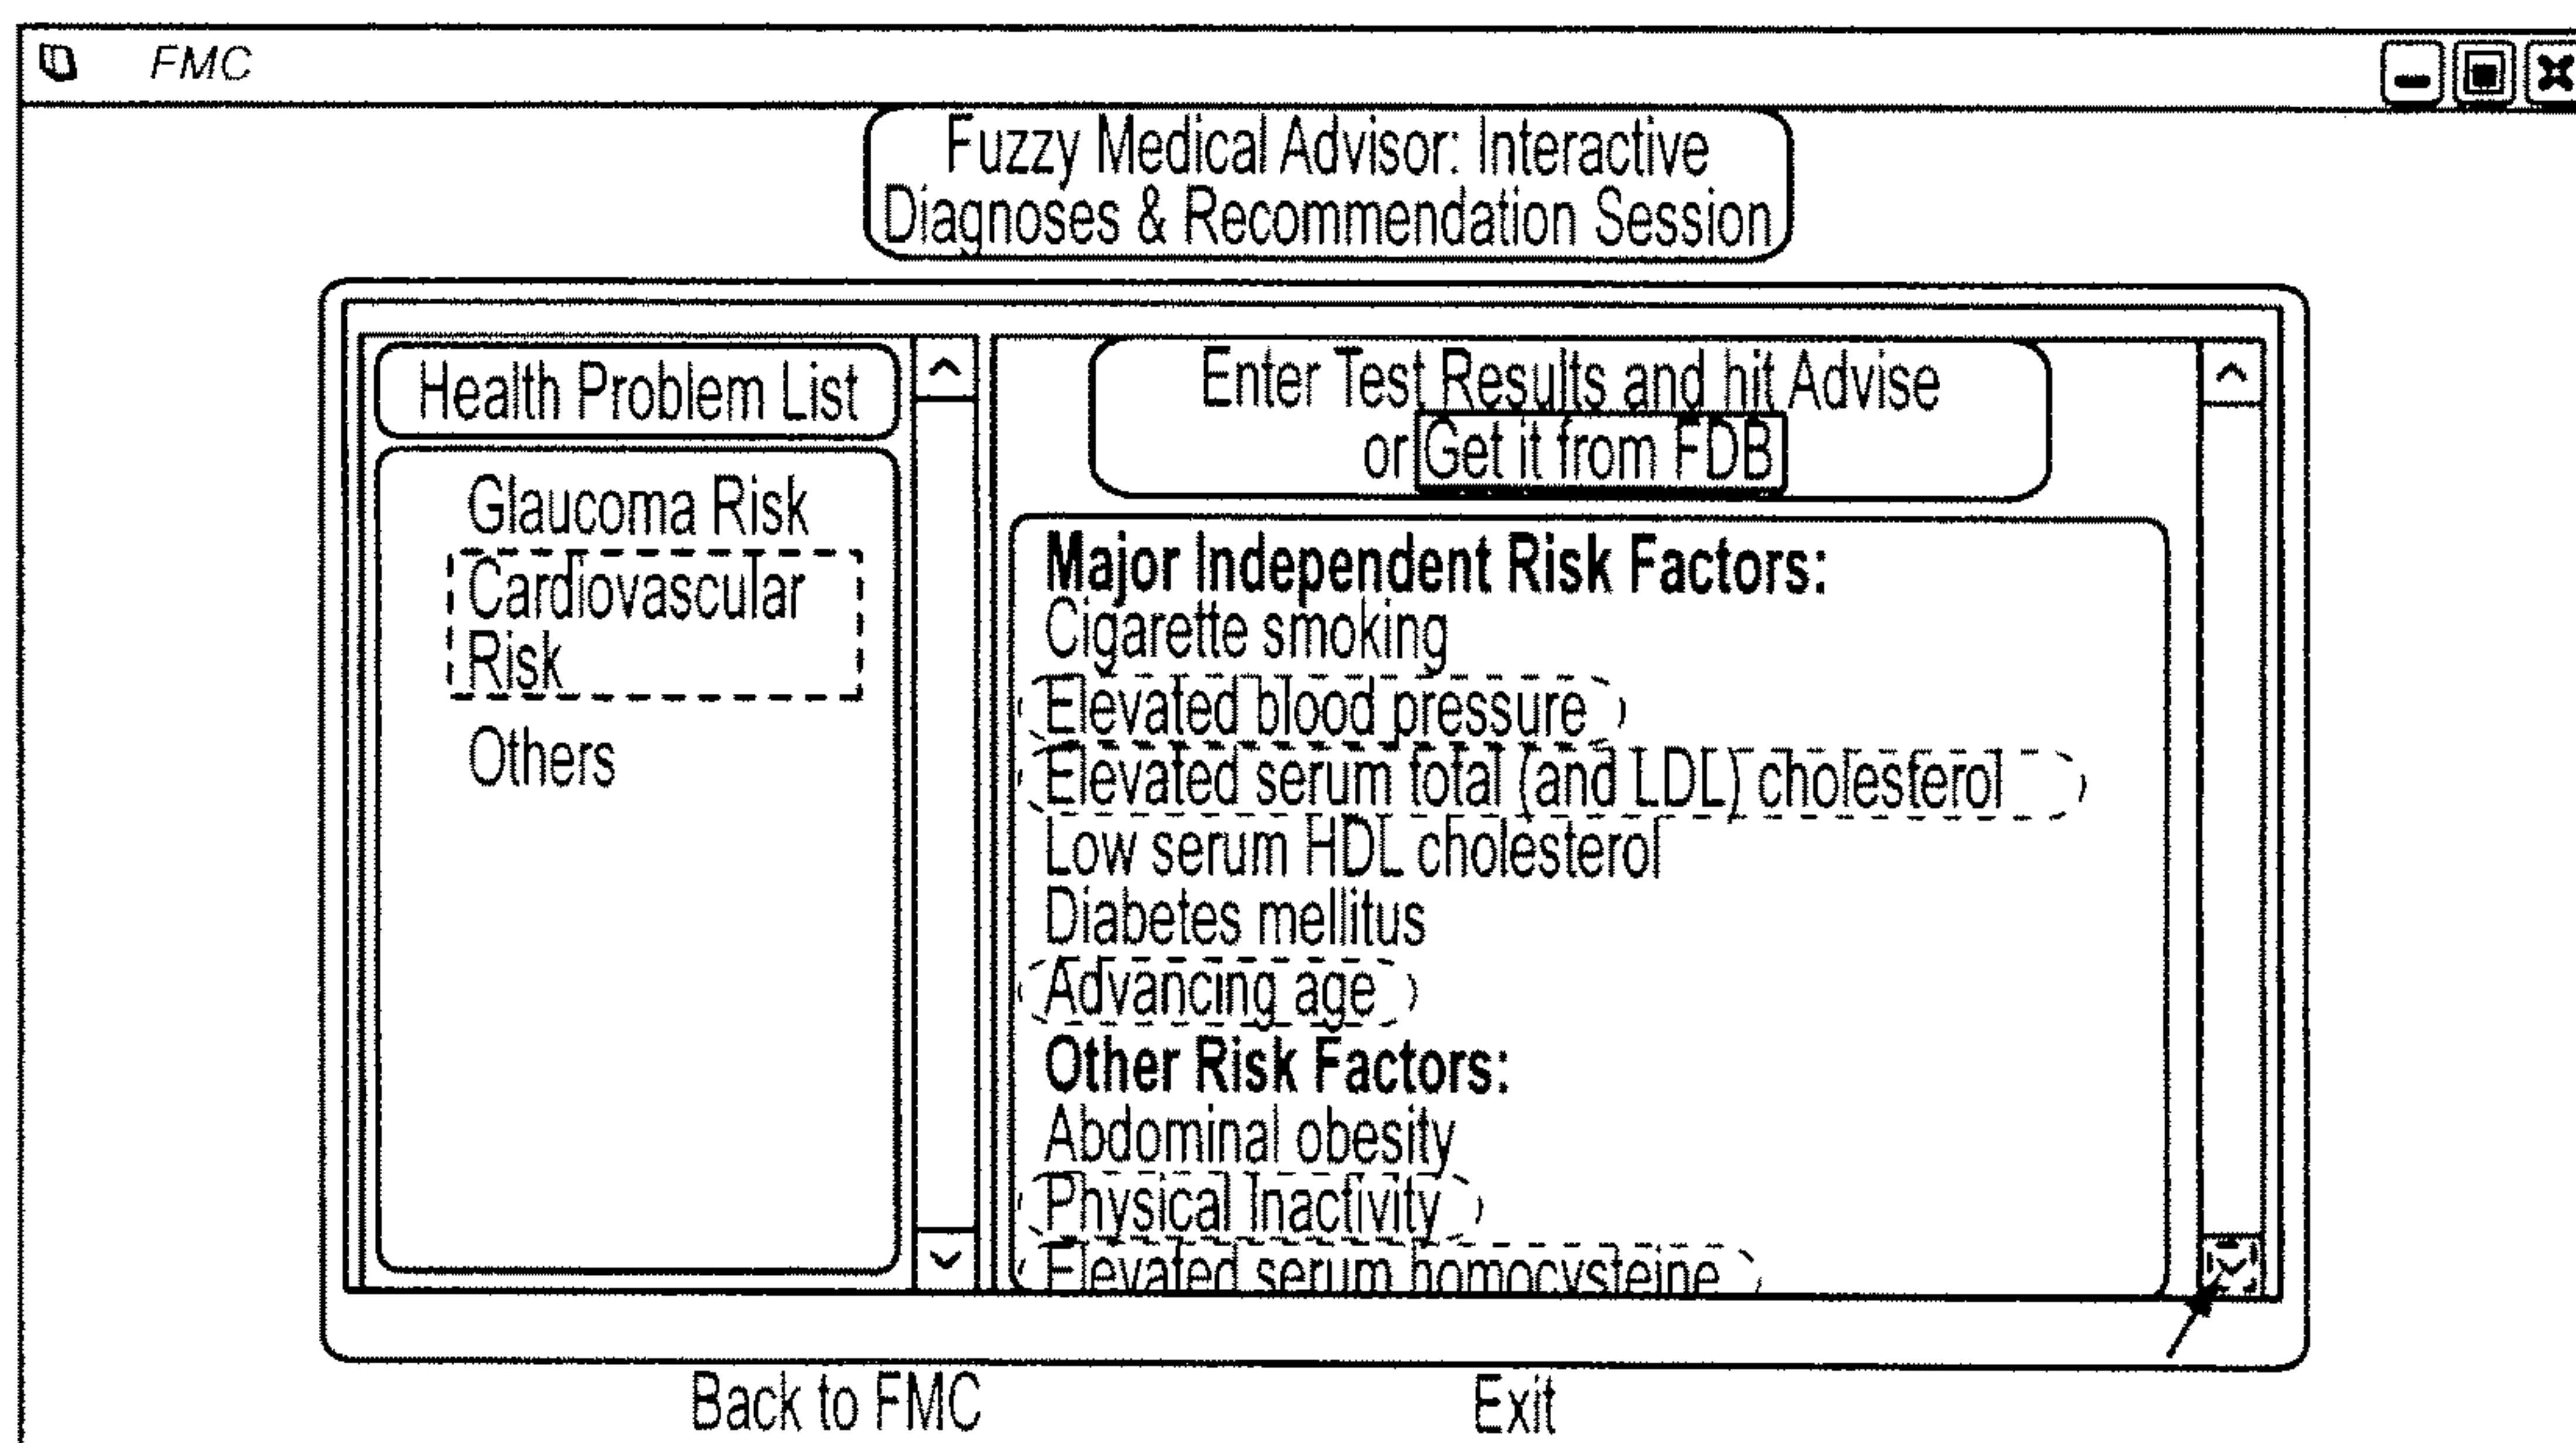 FMC
Fuzzy Medical Advisor: Interactive
Diagnoses & Recommendation Session
Health Problem List
Glaucoma Risk
Cardiovascular
Risk
Others
Enter Test Results and hit Advise
or Get it from FDB
Major Independent Risk Factors:
Cigarette smoking
Elevated blood pressure
Elevated serum total (and LDL) cholesterol
Low serum HDL cholesterol
Diabetes mellitus
Advancing age
Other Risk Factors:
Abdominal obesity
Physical Inactivity
Elevated serum homocysteine
Back to FMC
Exit